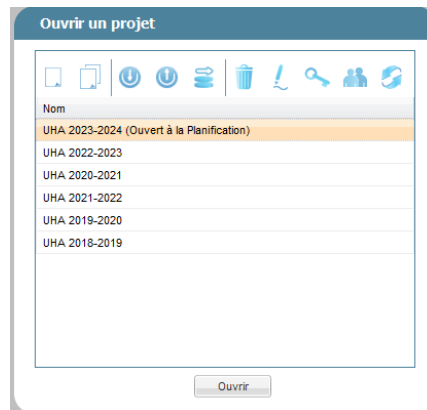 Ouvrir un projet
Nom
UHA 2023-2024 (Ouvert à la Planification)
UHA 2022-2023
UHA 2020-2021
UHA 2021-2022
UHA 2019-2020
UHA 2018-2019
Ouvrir